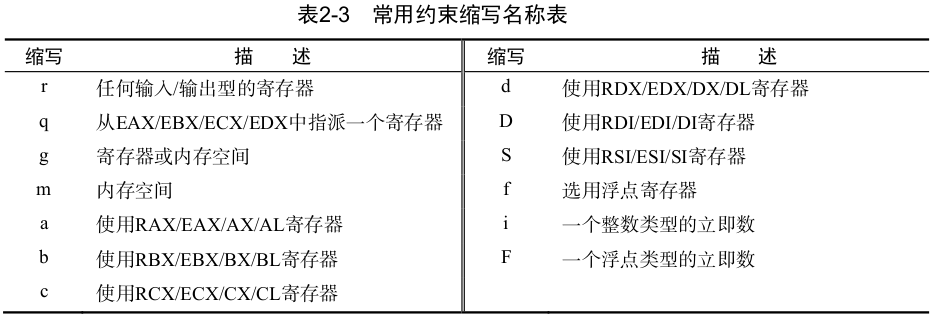 表2-3 常用约束缩写名称表
缩写 描 述 缩写 描 述
r 任何输入/输出型的寄存器 d 使用RDX/EDX/DX/DL寄存器
q 从EAX/EBX/ECX/EDX中指派一个寄存器 D 使用RDI/EDI/DI寄存器
g 寄存器或内存空间 S 使用RSI/ESI/SI寄存器
m 内存空间 f 选用浮点寄存器
a 使用RAX/EAX/AX/AL寄存器 i 一个整数类型的立即数
b 使用RBX/EBX/BX/BL寄存器 F 一个浮点类型的立即数
c 使用RCX/ECX/CX/CL寄存器